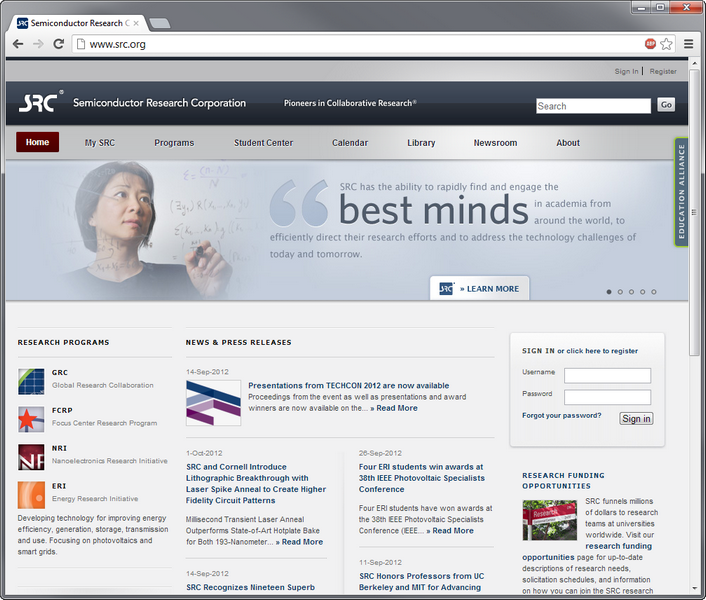 Semiconductor Research C
www.src.org
ABP
Sign In | Register
SRC®
Semiconductor Research Corporation
Pioneers in Collaborative Research®
Search
Go
Home
My SRC
Programs
Student Center
Calendar
Library
Newsroom
About
EDUCATION ALLIANCE
SRC has the ability to rapidly find and engage the
best minds
in academia from
around the world, to
efficiently direct their research efforts and to address the technology challenges of
today and tomorrow.
SRC
» LEARN MORE
RESEARCH PROGRAMS
GRC
Global Research Collaboration
FCRP
Focus Center Research Program
NRI
Nanoelectronics Research Initiative
ERI
Energy Research Initiative
Developing technology for improving energy
efficiency, generation, storage, transmission
and use. Focusing on photovoltaics and
smart grids.
NEWS & PRESS RELEASES
14-Sep-2012
Presentations from TECHCON 2012 are now available
Proceedings from the event as well as presentations and award
winners are now available on the... » Read More
1-Oct-2012
SRC and Cornell Introduce
Lithographic Breakthrough with
Laser Spike Anneal to Create Higher
Fidelity Circuit Patterns
Millisecond Transient Laser Anneal
Outperforms State-of-Art Hotplate Bake
for Both 193-Nanometer... » Read More
14-Sep-2012
SRC Recognizes Nineteen Superb
26-Sep-2012
Four ERI students win awards at
38th IEEE Photovoltaic Specialists
Conference
Four ERI students have won awards at
the 38th IEEE Photovoltaic Specialists
Conference (IEEE... » Read More
11-Sep-2012
SRC Honors Professors from UC
Berkeley and MIT for Advancing
SIGN IN or click here to register
Username
Password
Forgot your password?
Sign in
RESEARCH FUNDING
OPPORTUNITIES
Research
SRC funnels millions
of dollars to research
teams at universities
worldwide. Visit our
research funding
opportunities page for up-to-date
descriptions of research needs,
solicitation schedules, and information
on how you can join the SRC research